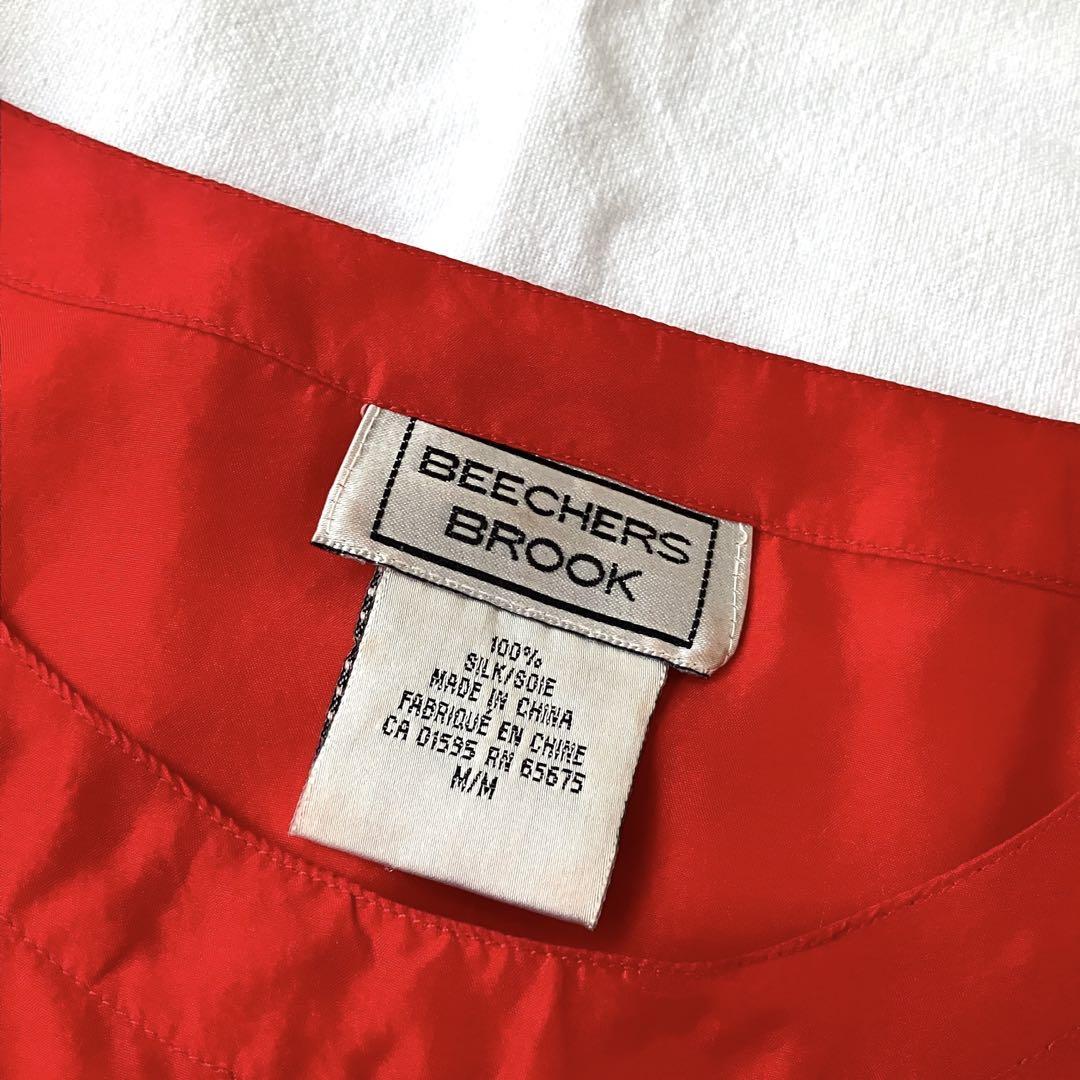 BEECHERS
BROOK
100%
SILK/SOIE
MADE IN CHINA
FABRIQUÉ EN CHINE
CA 01595 RN 65675
M/M